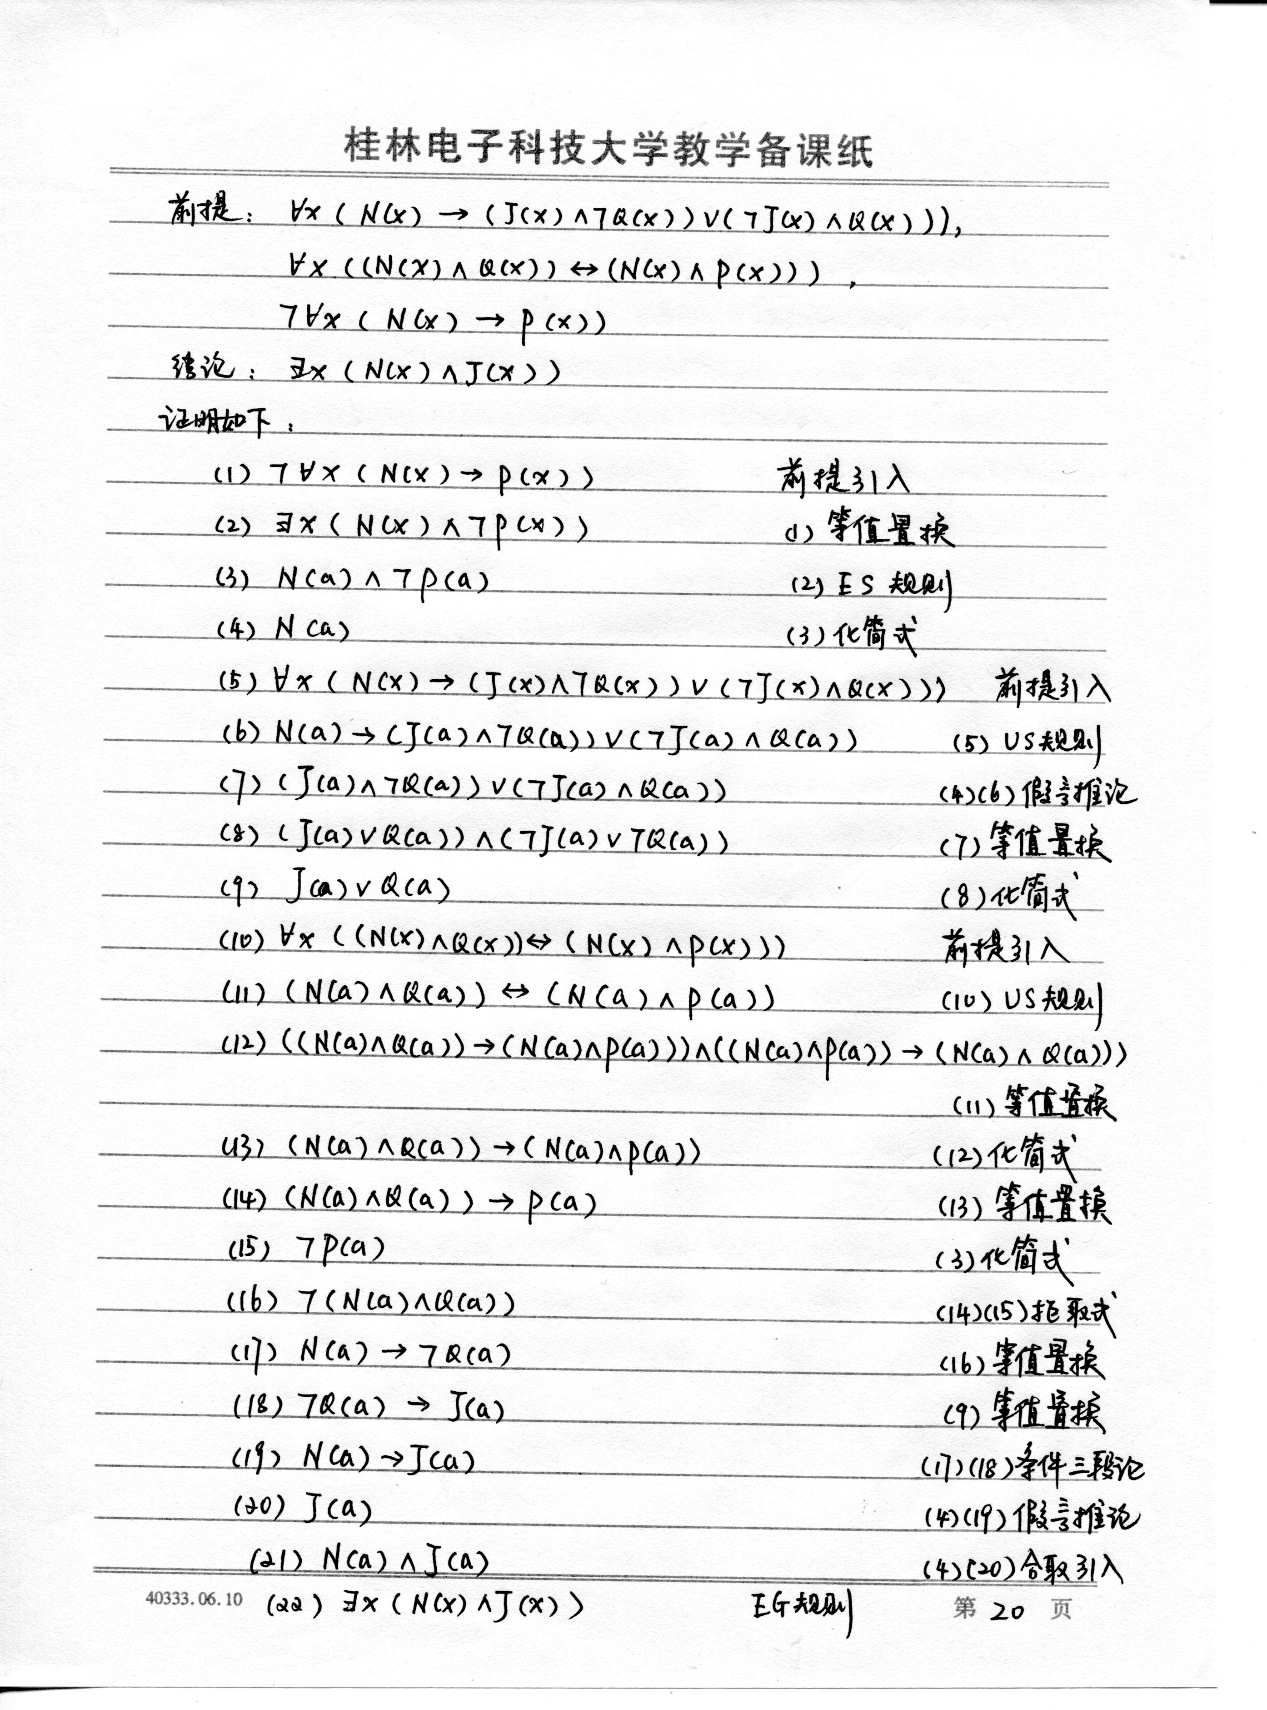 桂林电子科技大学教学备课纸
前提: ∀x(N(x)→(J(x)∧¬Q(x))∨(¬J(x)∧Q(x))),
∀x((N(x)∧Q(x))↔(N(x)∧P(x))),
¬∀x(N(x)→P(x))
结论: ∃x(N(x)∧J(x))
证明如下:
(1) ¬∀x(N(x)→P(x)) 前提引入
(2) ∃x(N(x)∧¬P(x)) (1) 等值置换
(3) N(a)∧¬P(a) (2) ES规则
(4) N(a) (3) 化简式
(5) ∀x(N(x)→(J(x)∧¬Q(x))∨(¬J(x)∧Q(x))) 前提引入
(6) N(a)→(J(a)∧¬Q(a))∨(¬J(a)∧Q(a)) (5) US规则
(7) (J(a)∧¬Q(a))∨(¬J(a)∧Q(a)) (4)(6) 假言推论
(8) (J(a)∨Q(a))∧(¬J(a)∨¬Q(a)) (7) 等值置换
(9) J(a)∨Q(a) (8) 化简式
(10) ∀x((N(x)∧Q(x))↔(N(x)∧P(x))) 前提引入
(11) (N(a)∧Q(a))↔(N(a)∧P(a)) (10) US规则
(12) ((N(a)∧Q(a))→(N(a)∧P(a)))∧((N(a)∧P(a))→(N(a)∧Q(a)))
(11) 等值置换
(13) (N(a)∧Q(a))→(N(a)∧P(a)) (12) 化简式
(14) (N(a)∧Q(a))→P(a) (13) 等值置换
(15) ¬P(a) (3) 化简式
(16) ¬(N(a)∧Q(a)) (14)(15) 拒取式
(17) N(a)→¬Q(a) (16) 等值置换
(18) ¬Q(a)→J(a) (9) 等值置换
(19) N(a)→J(a) (17)(18) 条件三段论
(20) J(a) (4)(19) 假言推论
(21) N(a)∧J(a) (4)(20) 合取引入
40333.06.10 (22) ∃x(N(x)∧J(x)) EG规则 第 20 页